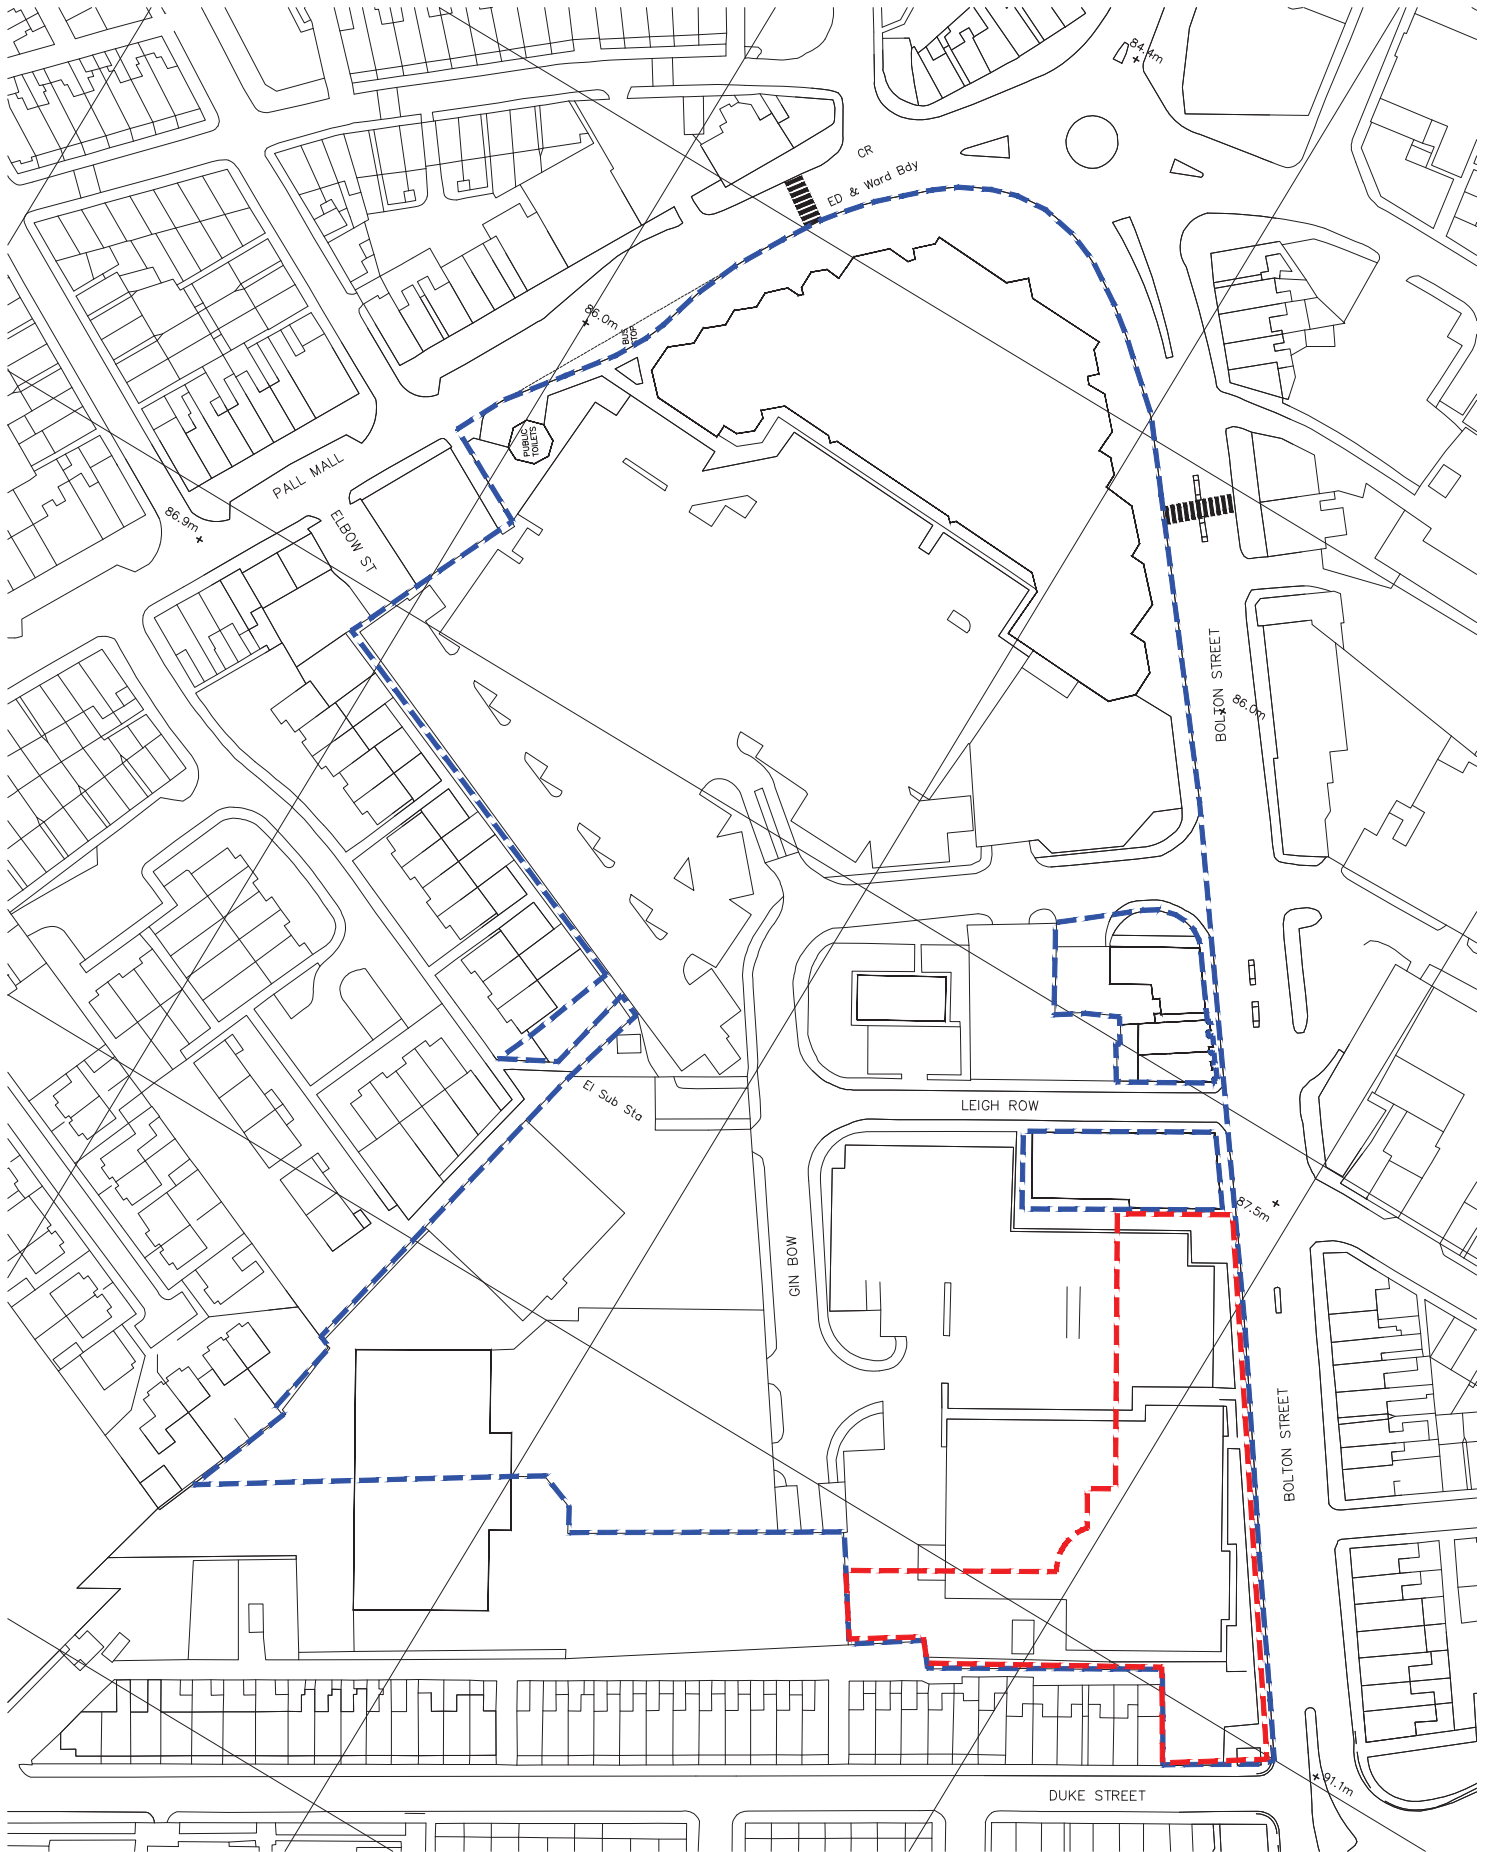 84.4m
CR
ED & Ward Bdy
86.0m
BUS
STOP
PUBLIC
TOILETS
PALL MALL
86.9m
ELBOW ST
BOLTON STREET
86.0m
El Sub Sta
LEIGH ROW
87.5m
GIN BOW
BOLTON STREET
91.1m
DUKE STREET